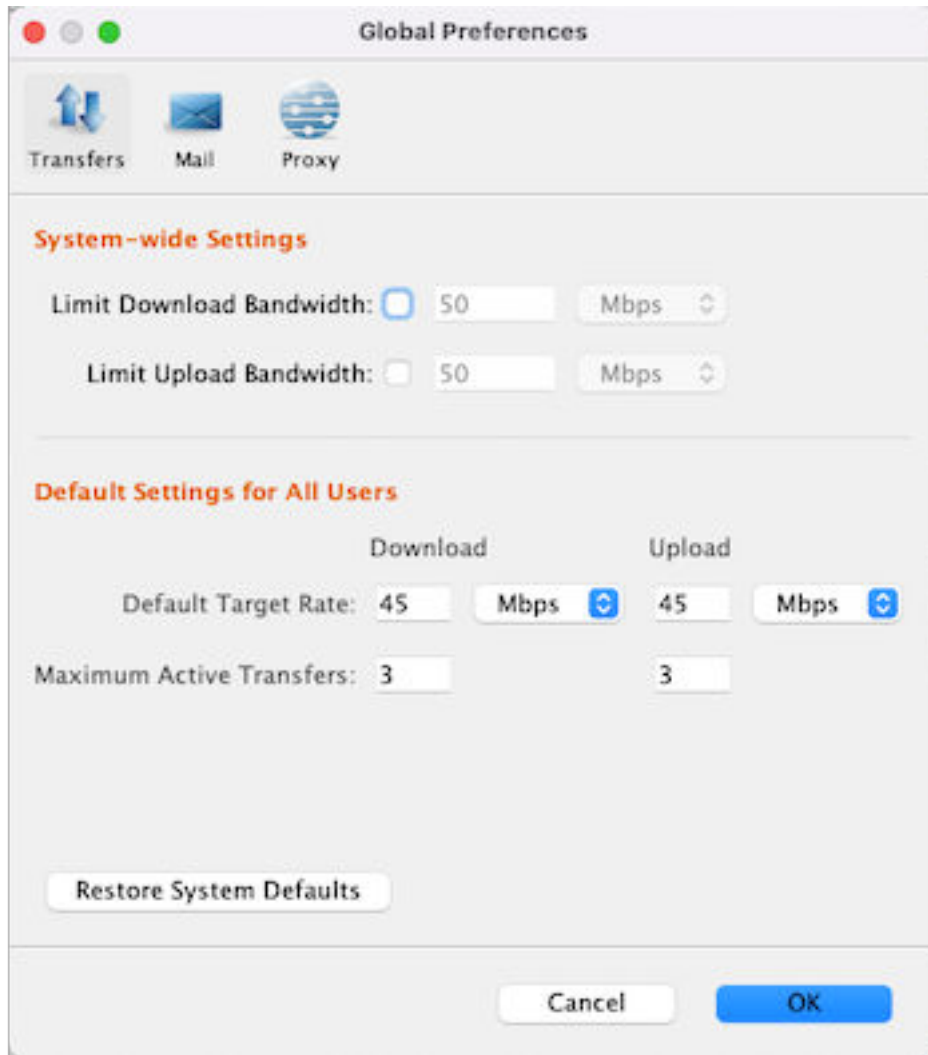 Global Preferences
Transfers Mail Proxy
System-wide Settings
Limit Download Bandwidth: 50 Mbps
Limit Upload Bandwidth: 50 Mbps
Default Settings for All Users
Download Upload
Default Target Rate: 45 Mbps 45 Mbps
Maximum Active Transfers: 3 3
Restore System Defaults
Cancel OK